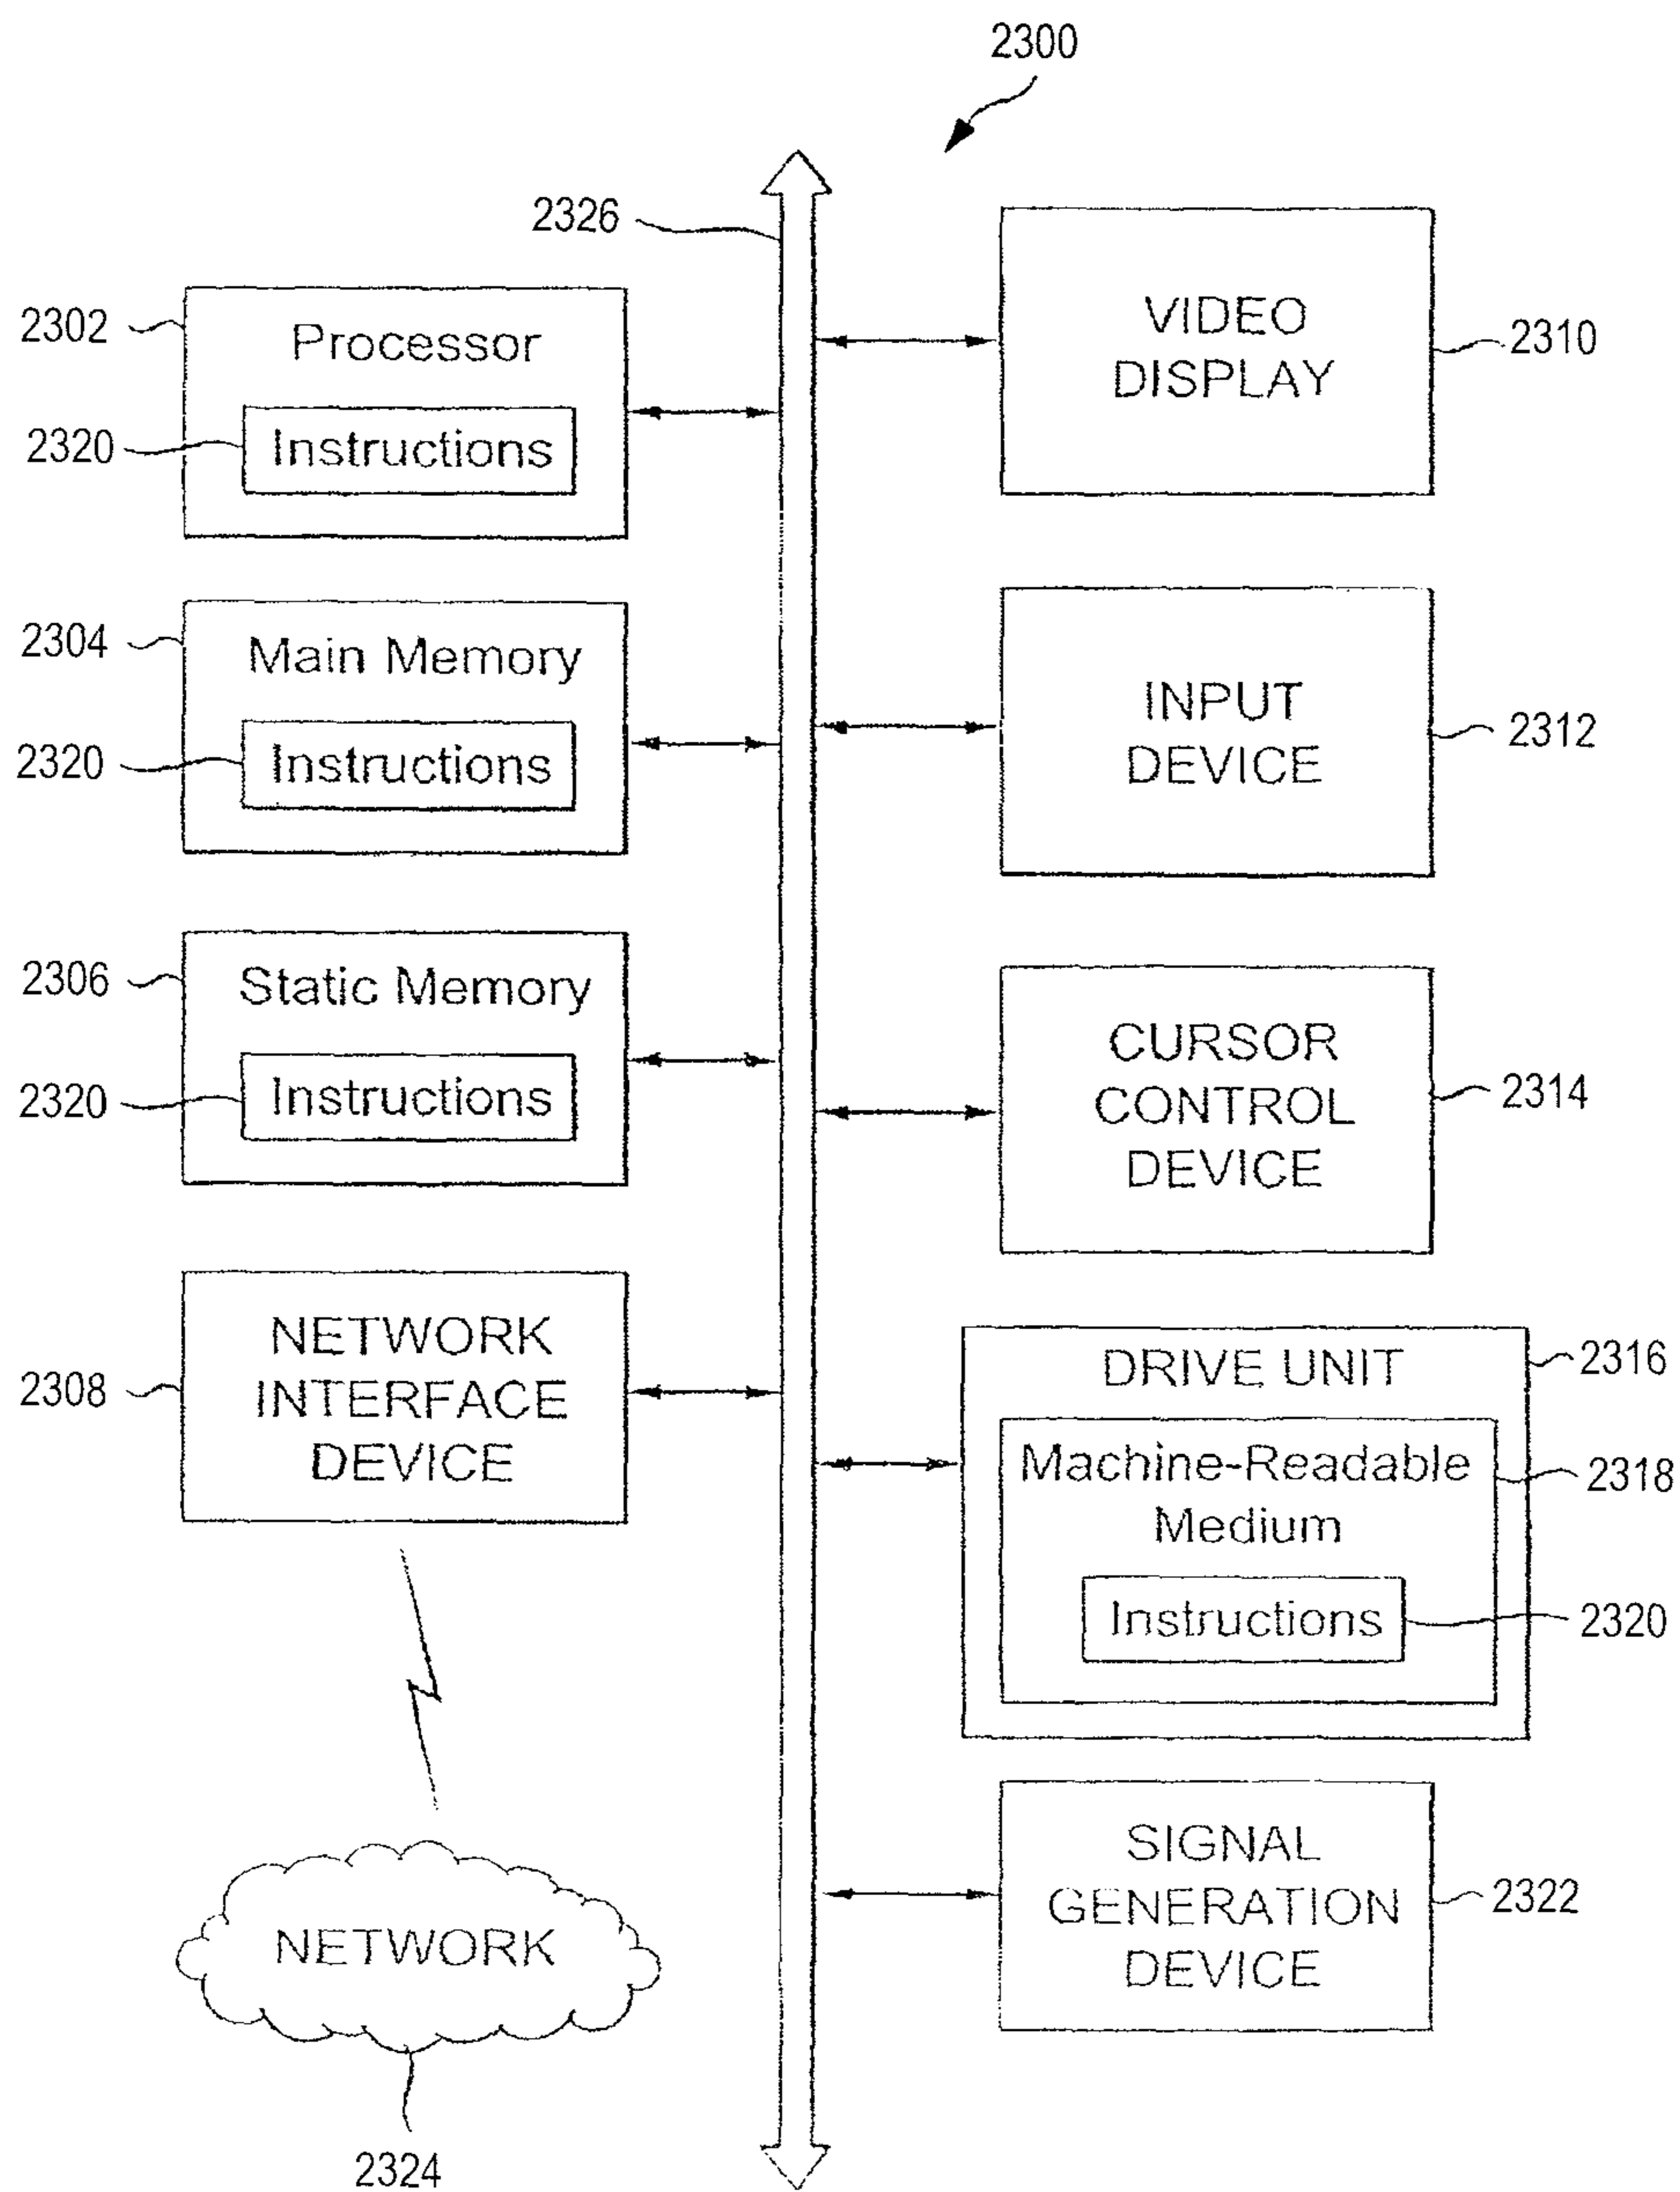 2300
2326
2302
Processor
2320
Instructions
2304
Main Memory
2320
Instructions
2306
Static Memory
2320
Instructions
2308
NETWORK
INTERFACE
DEVICE
NETWORK
2324
VIDEO
DISPLAY
2310
INPUT
DEVICE
2312
CURSOR
CONTROL
DEVICE
2314
DRIVE UNIT
2316
Machine-Readable
Medium
2318
Instructions
2320
SIGNAL
GENERATION
DEVICE
2322